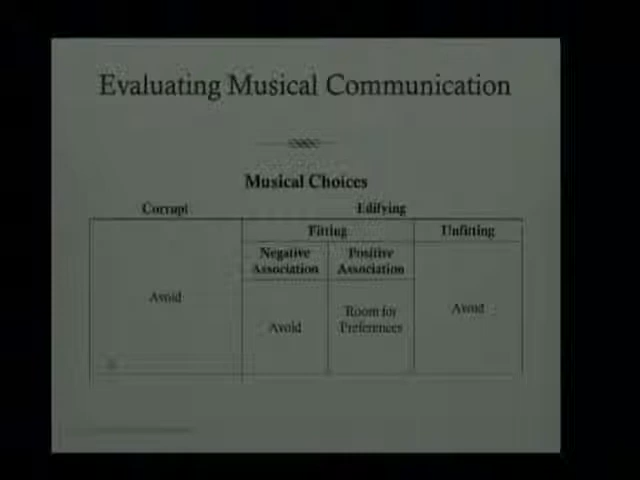 Evaluating Musical Communication
Musical Choices
Corrupt Edifying
Fitting Unfitting
Negative Association Positive Association
Avoid Avoid Room for Preferences Avoid